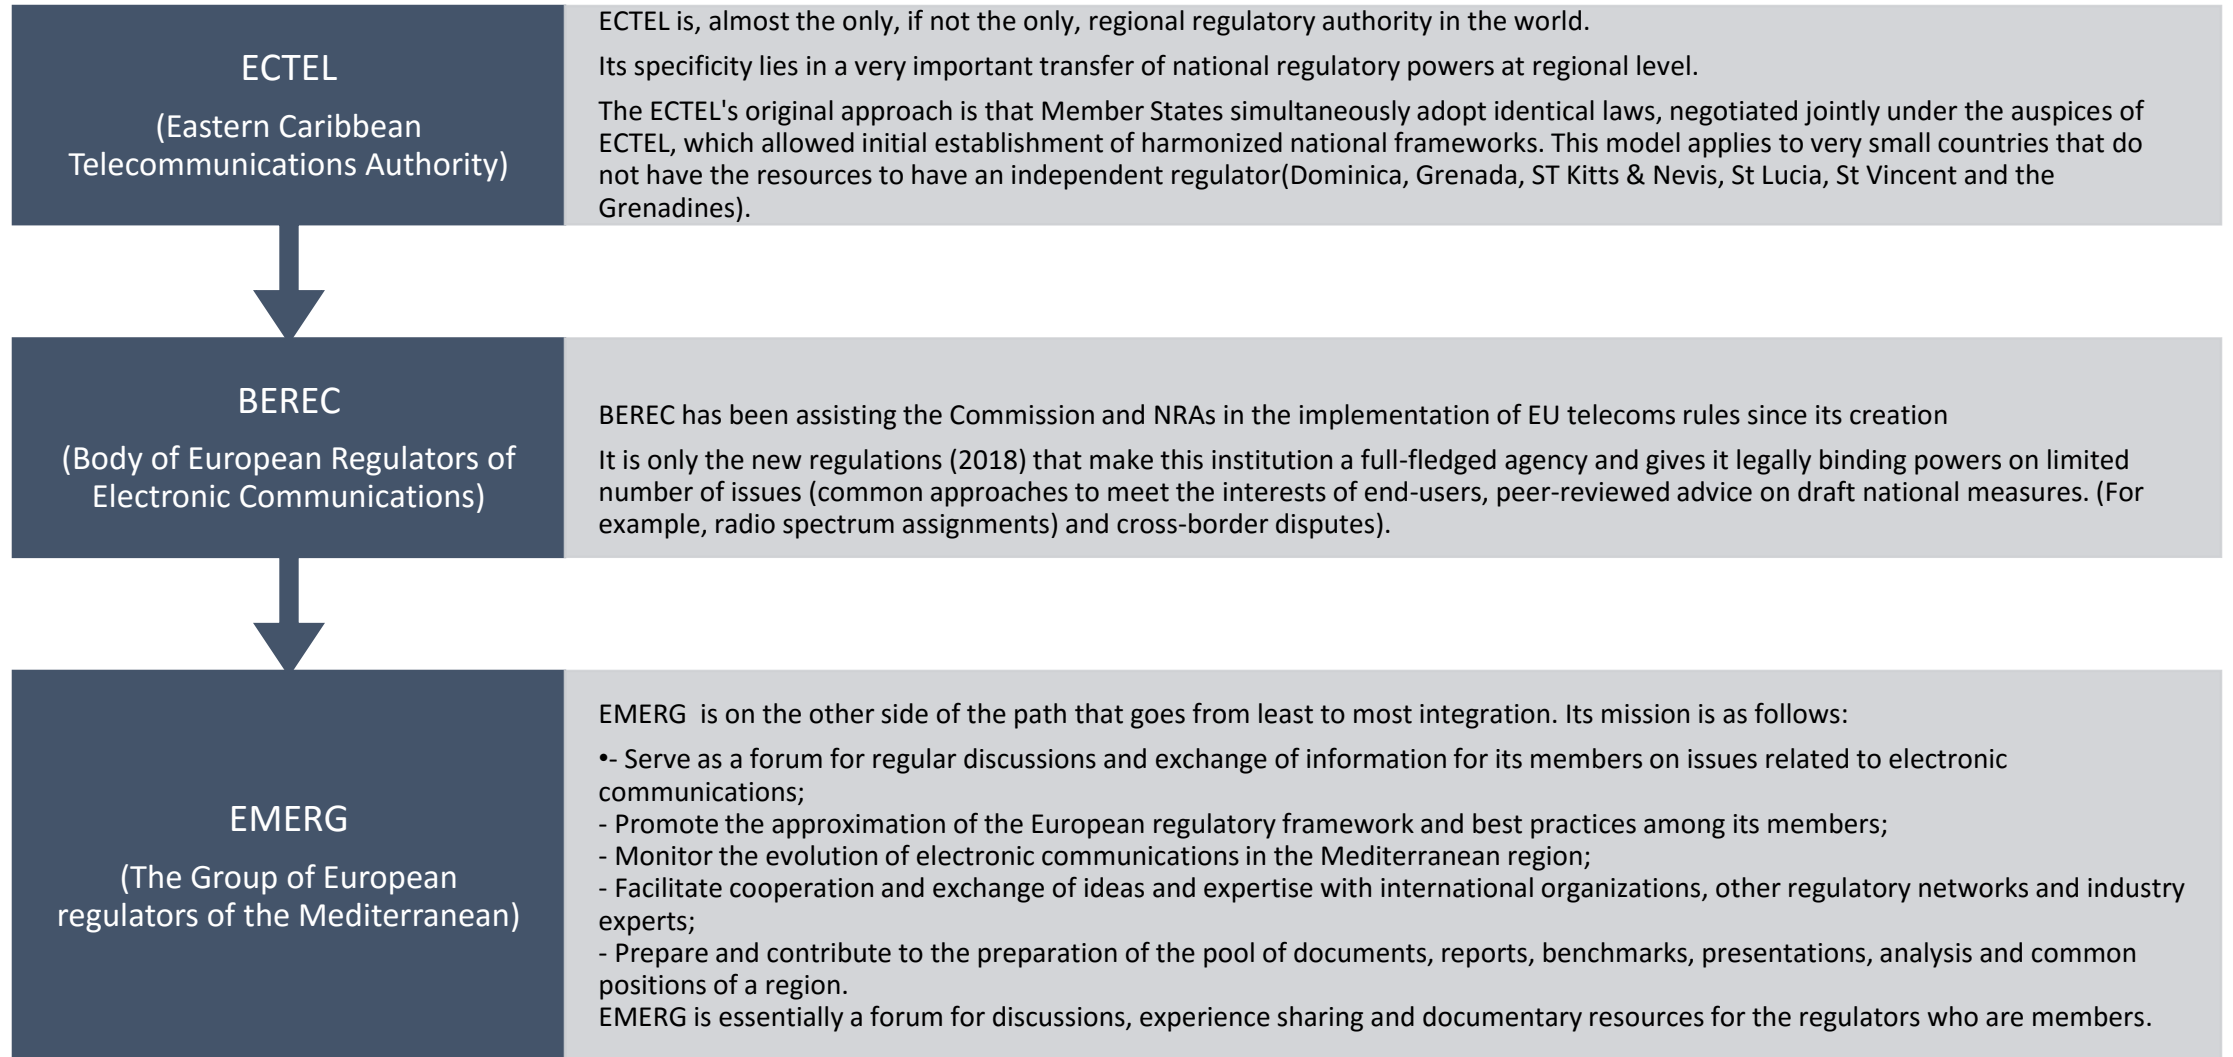 ECTEL
(Eastern Caribbean
Telecommunications Authority)
ECTEL is, almost the only, if not the only, regional regulatory authority in the world.
Its specificity lies in a very important transfer of national regulatory powers at regional level.
The ECTEL's original approach is that Member States simultaneously adopt identical laws, negotiated jointly under the auspices of
ECTEL, which allowed initial establishment of harmonized national frameworks. This model applies to very small countries that do
not have the resources to have an independent regulator(Dominica, Grenada, ST Kitts & Nevis, St Lucia, St Vincent and the
Grenadines).
BEREC
(Body of European Regulators of
Electronic Communications)
BEREC has been assisting the Commission and NRAs in the implementation of EU telecoms rules since its creation
It is only the new regulations (2018) that make this institution a full-fledged agency and gives it legally binding powers on limited
number of issues (common approaches to meet the interests of end-users, peer-reviewed advice on draft national measures. (For
example, radio spectrum assignments) and cross-border disputes).
EMERG
(The Group of European
regulators of the Mediterranean)
EMERG  is on the other side of the path that goes from least to most integration. Its mission is as follows:
•- Serve as a forum for regular discussions and exchange of information for its members on issues related to electronic
communications;
- Promote the approximation of the European regulatory framework and best practices among its members;
- Monitor the evolution of electronic communications in the Mediterranean region;
- Facilitate cooperation and exchange of ideas and expertise with international organizations, other regulatory networks and industry
experts;
- Prepare and contribute to the preparation of the pool of documents, reports, benchmarks, presentations, analysis and common
positions of a region.
EMERG is essentially a forum for discussions, experience sharing and documentary resources for the regulators who are members.